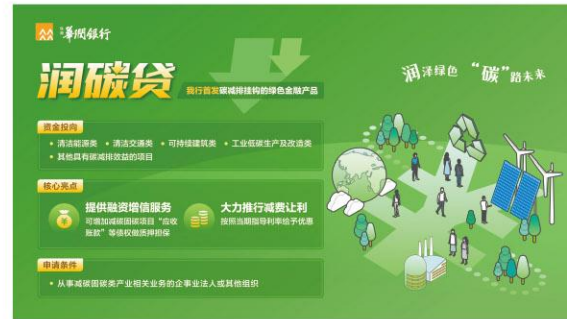 華潤銀行
润泽绿色 “碳”路未来
润碳贷
我行首发碳减排挂钩的绿色金融产品
资金投向
• 清洁能源类 • 清洁交通类 • 可持续建筑类 • 工业低碳生产及改造类
• 其他具有碳减排效益的项目
核心亮点
提供融资增信服务
可增加减碳固碳项目“应收
账款”等债权做质押担保
大力推行减费让利
按照当期指导利率给予优惠
申请条件
• 从事减碳固碳类产业相关业务的企事业法人或其他组织